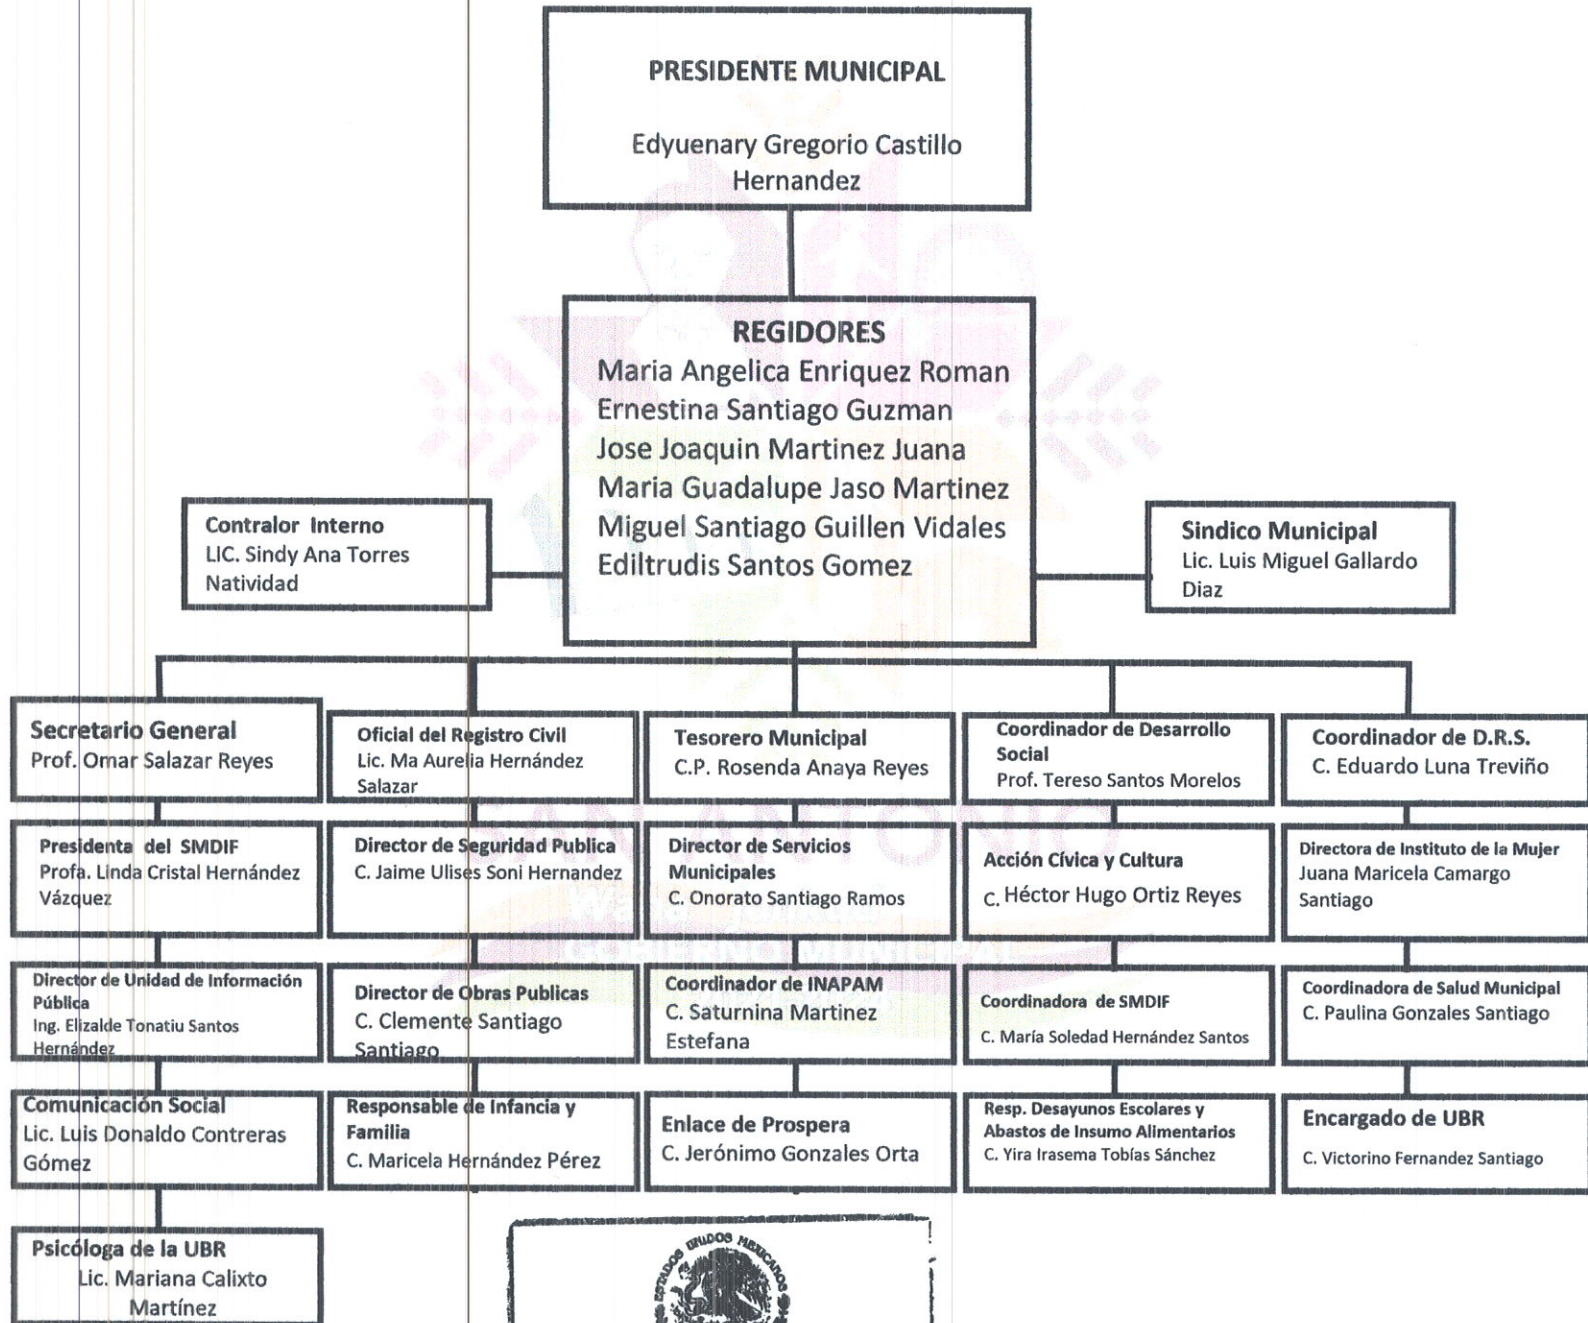 PRESIDENTE MUNICIPAL
Edyuenary Gregorio Castillo
Hernandez
REGIDORES
Maria Angelica Enriquez Roman
Ernestina Santiago Guzman
Jose Joaquin Martinez Juana
Maria Guadalupe Jaso Martinez
Miguel Santiago Guillen Vidales
Ediltrudis Santos Gomez
Contralor Interno
LIC. Sindy Ana Torres
Natividad
Sindico Municipal
Lic. Luis Miguel Gallardo
Diaz
Secretario General
Prof. Omar Salazar Reyes
Oficial del Registro Civil
Lic. Ma Aurelia Hernández
Salazar
Tesorero Municipal
C.P. Rosenda Anaya Reyes
Coordinador de Desarrollo
Social
Prof. Tereso Santos Morelos
Coordinador de D.R.S.
C. Eduardo Luna Treviño
SAN ANTONIO
Presidenta del SMDIF
Profa. Linda Cristal Hernández
Vázquez
Director de Seguridad Publica
C. Jaime Ulises Soni Hernandez
Director de Servicios
Municipales
C. Onorato Santiago Ramos
Acción Cívica y Cultura
C. Héctor Hugo Ortiz Reyes
Directora de Instituto de la Mujer
Juana Maricela Camargo
Santiago
GOBIERNO MUNICIPAL
Director de Unidad de Información
Pública
Ing. Elizalde Tonatiu Santos
Hernández
Director de Obras Publicas
C. Clemente Santiago
Santiago
Coordinador de INAPAM
C. Saturnina Martinez
Estefana
Coordinadora de SMDIF
C. María Soledad Hernández Santos
Coordinadora de Salud Municipal
C. Paulina Gonzales Santiago
Comunicación Social
Lic. Luis Donaldo Contreras
Gómez
Responsable de Infancia y
Familia
C. Maricela Hernández Pérez
Enlace de Prospera
C. Jerónimo Gonzales Orta
Resp. Desayunos Escolares y
Abastos de Insumo Alimentarios
C. Yira Irasema Tobías Sánchez
Encargado de UBR
C. Victorino Fernandez Santiago
Psicóloga de la UBR
Lic. Mariana Calixto
Martínez
ESTADOS UNIDOS MEXICANOS